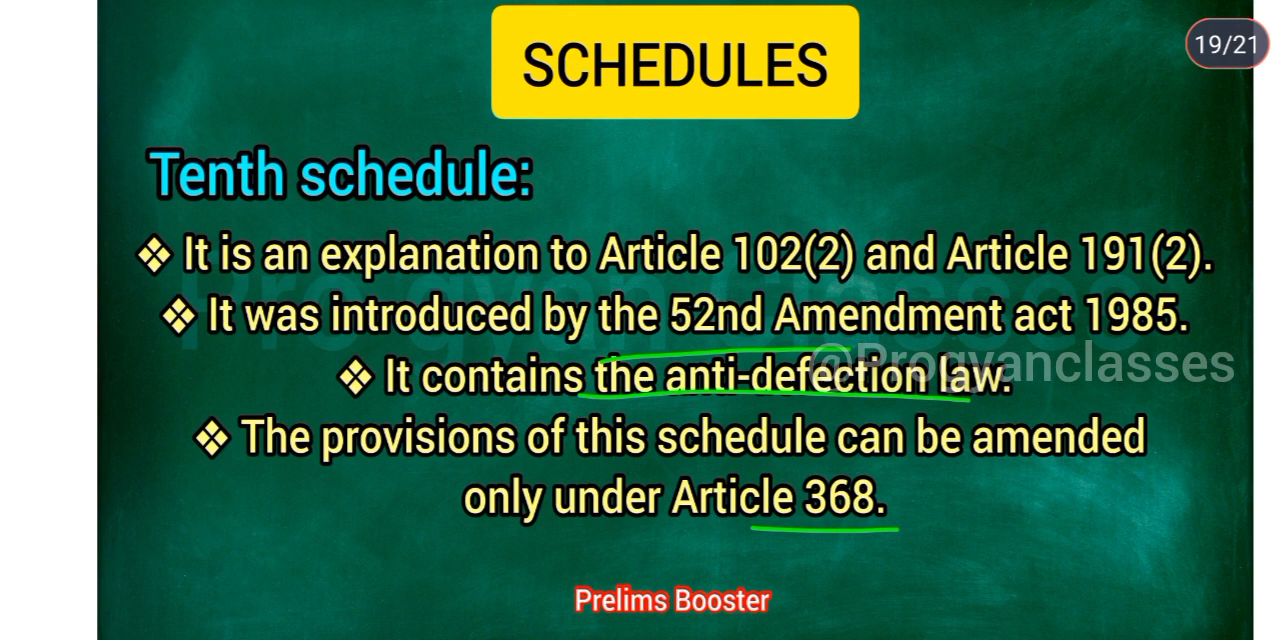 SCHEDULES
19/21
Tenth schedule:
❖ It is an explanation to Article 102(2) and Article 191(2).
❖ It was introduced by the 52nd Amendment act 1985.
@Progyanclasses
❖ It contains the anti-defection law.
❖ The provisions of this schedule can be amended
only under Article 368.
Prelims Booster